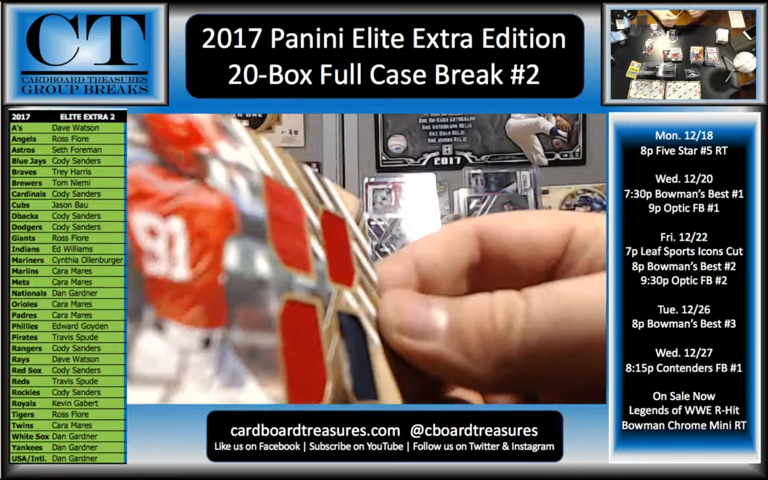 CT
CARDBOARD TREASURES
GROUP BREAKS
2017 Panini Elite Extra Edition
20-Box Full Case Break #2
2017 ELITE EXTRA 2
A's Dave Watson
Angels Ross Fiore
Astros Seth Foreman
Blue Jays Cody Sanders
Braves Trey Harris
Brewers Tom Niemi
Cardinals Cody Sanders
Cubs Jason Bau
Dbacks Cody Sanders
Dodgers Cody Sanders
Giants Ross Fiore
Indians Ed Williams
Mariners Cynthia Ollenburger
Marlins Cara Mares
Mets Cara Mares
Nationals Dan Gardner
Orioles Cara Mares
Padres Cara Mares
Phillies Edward Goyden
Pirates Travis Spude
Rangers Cody Sanders
Rays Dave Watson
Red Sox Cody Sanders
Reds Travis Spude
Rockies Cody Sanders
Royals Kevin Gabert
Tigers Ross Fiore
Twins Cara Mares
White Sox Dan Gardner
Yankees Dan Gardner
USA/Intl. Dan Gardner
91
ONE AUTOGRAPH RELIC
2017
Mon. 12/18
8p Five Star #5 RT
Wed. 12/20
7:30p Bowman's Best #1
9p Optic FB #1
Fri. 12/22
7p Leaf Sports Icons Cut
8p Bowman's Best #2
9:30p Optic FB #2
Tue. 12/26
8p Bowman's Best #3
Wed. 12/27
8:15p Contenders FB #1
On Sale Now
Legends of WWE R-Hit
Bowman Chrome Mini RT
cardboardtreasures.com @cboardtreasures
Like us on Facebook | Subscribe on YouTube | Follow us on Twitter & Instagram